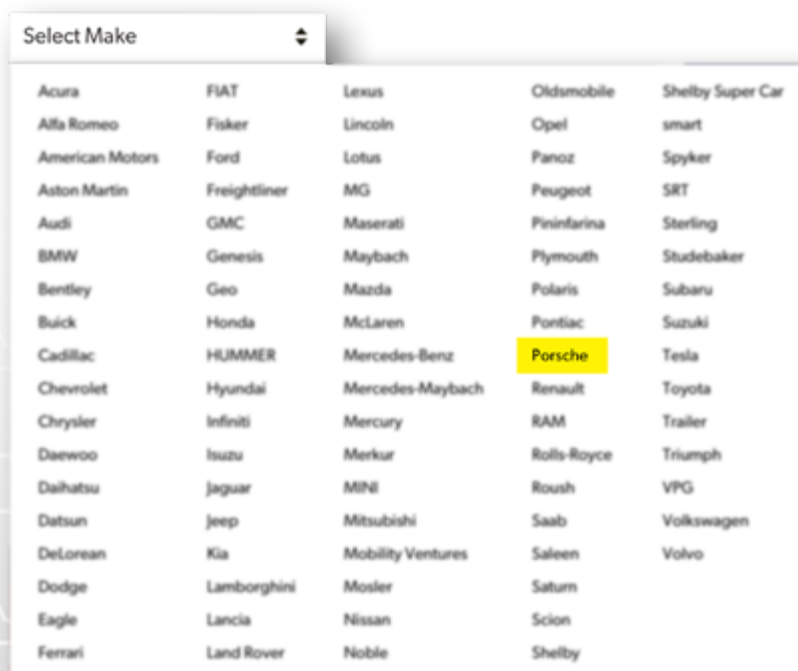 Select Make
Acura
Alfa Romeo
American Motors
Aston Martin
Audi
BMW
Bentley
Buick
Cadillac
Chevrolet
Chrysler
Daewoo
Daihatsu
Datsun
DeLorean
Dodge
Eagle
Ferrari
FIAT
Fisker
Ford
Freightliner
GMC
Genesis
Geo
Honda
HUMMER
Hyundai
Infiniti
Isuzu
Jaguar
Jeep
Kia
Lamborghini
Lancia
Land Rover
Lexus
Lincoln
Lotus
MG
Maserati
Maybach
Mazda
McLaren
Mercedes-Benz
Mercedes-Maybach
Mercury
Merkur
MINI
Mitsubishi
Mobility Ventures
Mosler
Nissan
Noble
Oldsmobile
Opel
Panoz
Peugeot
Pininfarina
Plymouth
Polaris
Pontiac
Porsche
Renault
RAM
Rolls-Royce
Roush
Saab
Saleen
Saturn
Scion
Shelby
Shelby Super Car
smart
Spyker
SRT
Sterling
Studebaker
Subaru
Suzuki
Tesla
Toyota
Trailer
Triumph
VPG
Volkswagen
Volvo